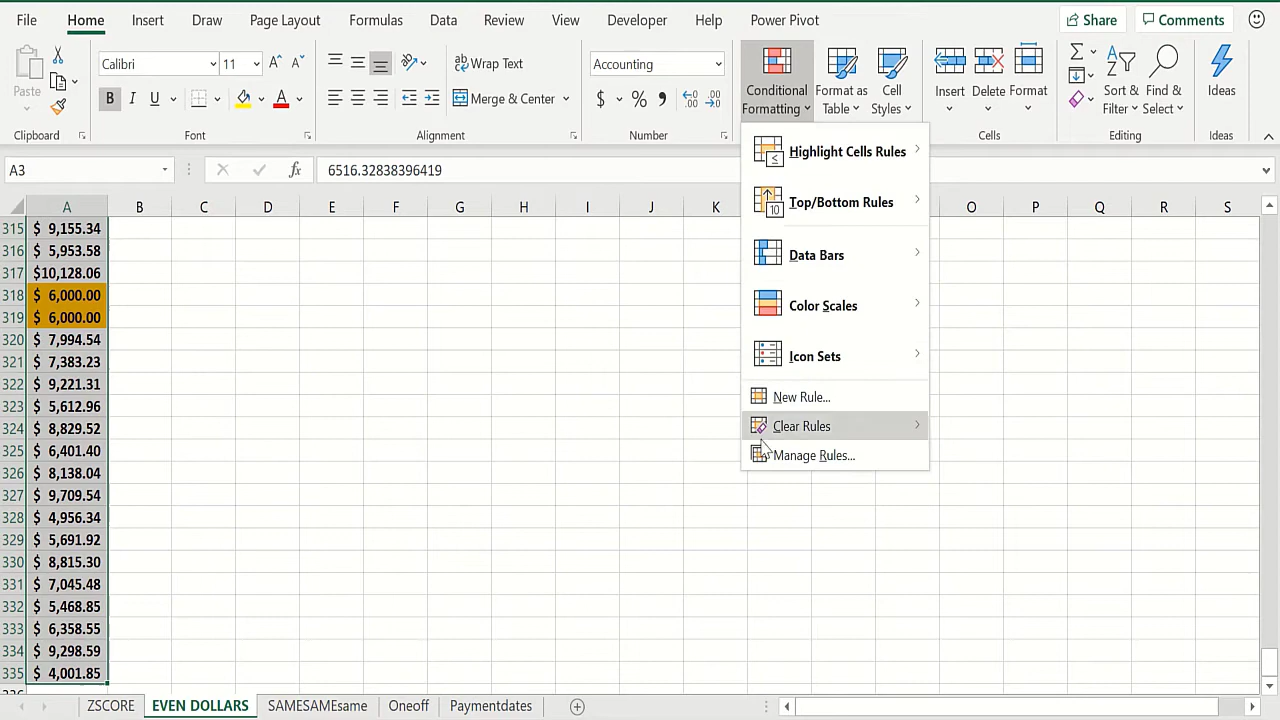 File Home Insert Draw Page Layout Formulas Data Review View Developer Help Power Pivot Share Comments
Paste
Clipboard
Calibri 11
B I U A
Font
ab Wrap Text
Merge & Center
Alignment
Accounting
$ % 9
Number
Conditional
Formatting
Format as
Table
Cell
Styles
Insert Delete Format
Cells
Sort &
Filter
Find &
Select
Editing
Ideas
Ideas
A3 fx 6516.32838396419
A B C D E F G H I J K O P Q R S
315 $ 9,155.34
316 $ 5,953.58
317 $10,128.06
318 $ 6,000.00
319 $ 6,000.00
320 $ 7,994.54
321 $ 7,383.23
322 $ 9,221.31
323 $ 5,612.96
324 $ 8,829.52
325 $ 6,401.40
326 $ 8,138.04
327 $ 9,709.54
328 $ 4,956.34
329 $ 5,691.92
330 $ 8,815.30
331 $ 7,045.48
332 $ 5,468.85
333 $ 6,358.55
334 $ 9,298.59
335 $ 4,001.85
Highlight Cells Rules
10 Top/Bottom Rules
Data Bars
Color Scales
Icon Sets
New Rule...
Clear Rules
Manage Rules...
ZSCORE EVEN DOLLARS SAMESAMEsame Oneoff Paymentdates